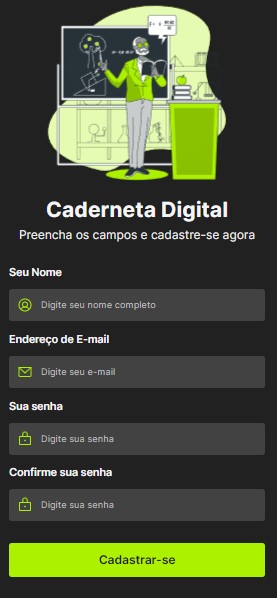 Caderneta Digital
Preencha os campos e cadastre-se agora
Seu Nome
Digite seu nome completo
Endereço de E-mail
Digite seu e-mail
Sua senha
Digite sua senha
Confirme sua senha
Digite sua senha
Cadastrar-se